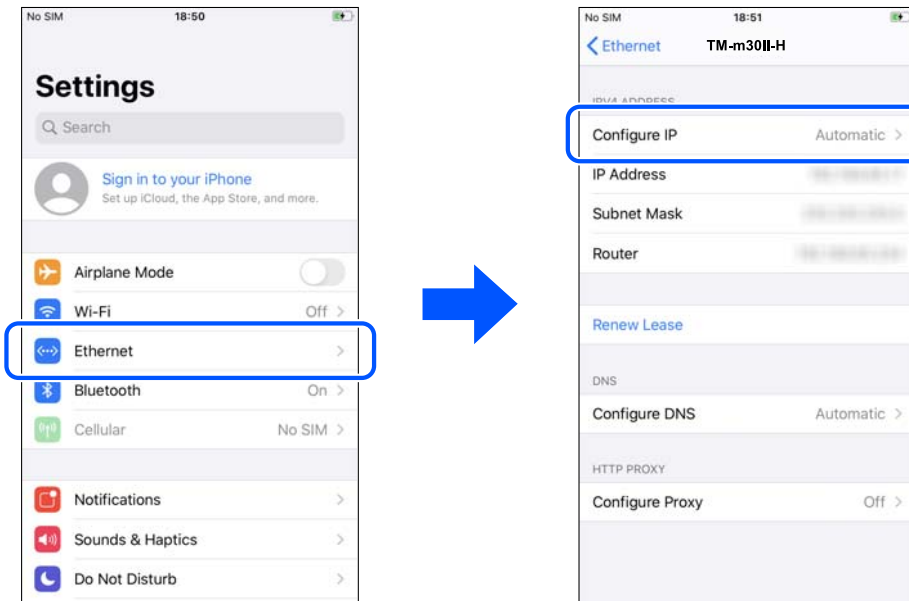 No SIM 18:50
Settings
Search
Sign in to your iPhone
Set up iCloud, the App Store, and more.
Airplane Mode
Wi-Fi Off
Ethernet
Bluetooth On
Cellular No SIM
Notifications
Sounds & Haptics
Do Not Disturb
No SIM 18:51
Ethernet TM-m30II-H
IPV4 ADDRESS
Configure IP Automatic
IP Address
Subnet Mask
Router
Renew Lease
DNS
Configure DNS Automatic
HTTP PROXY
Configure Proxy Off